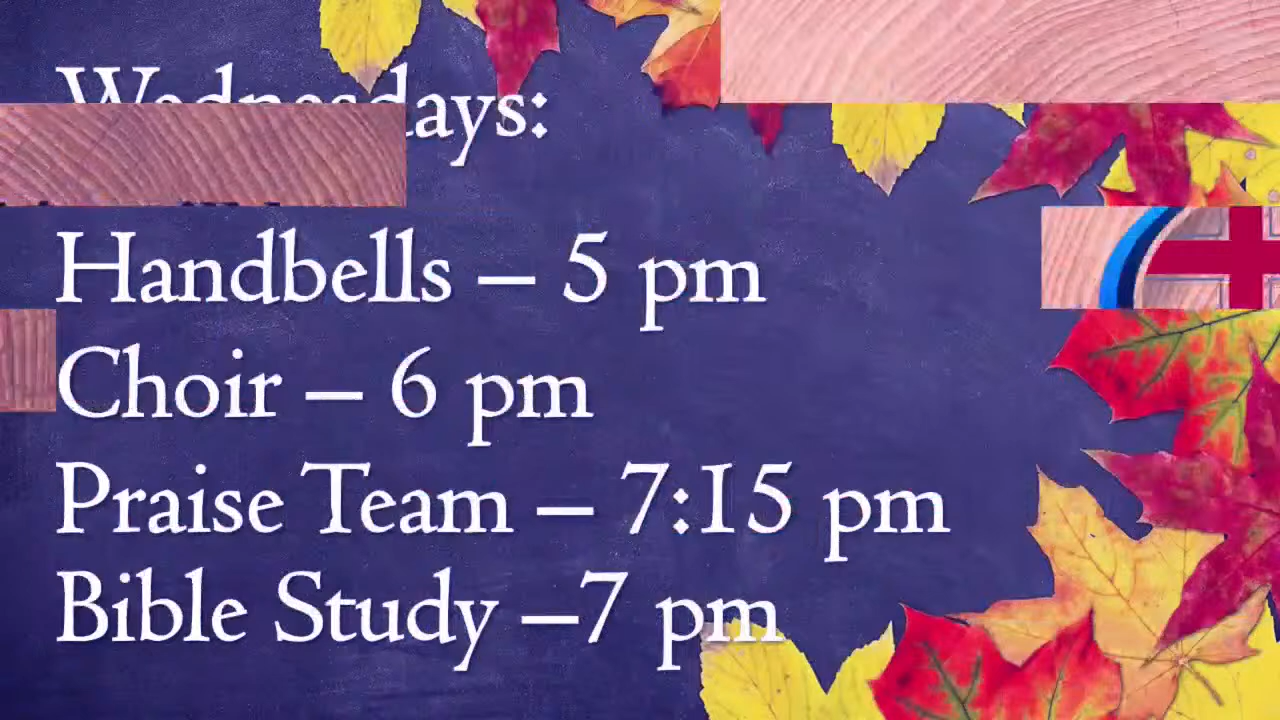 Wednesdays:
Handbells – 5 pm
Choir – 6 pm
Praise Team – 7:15 pm
Bible Study –7 pm